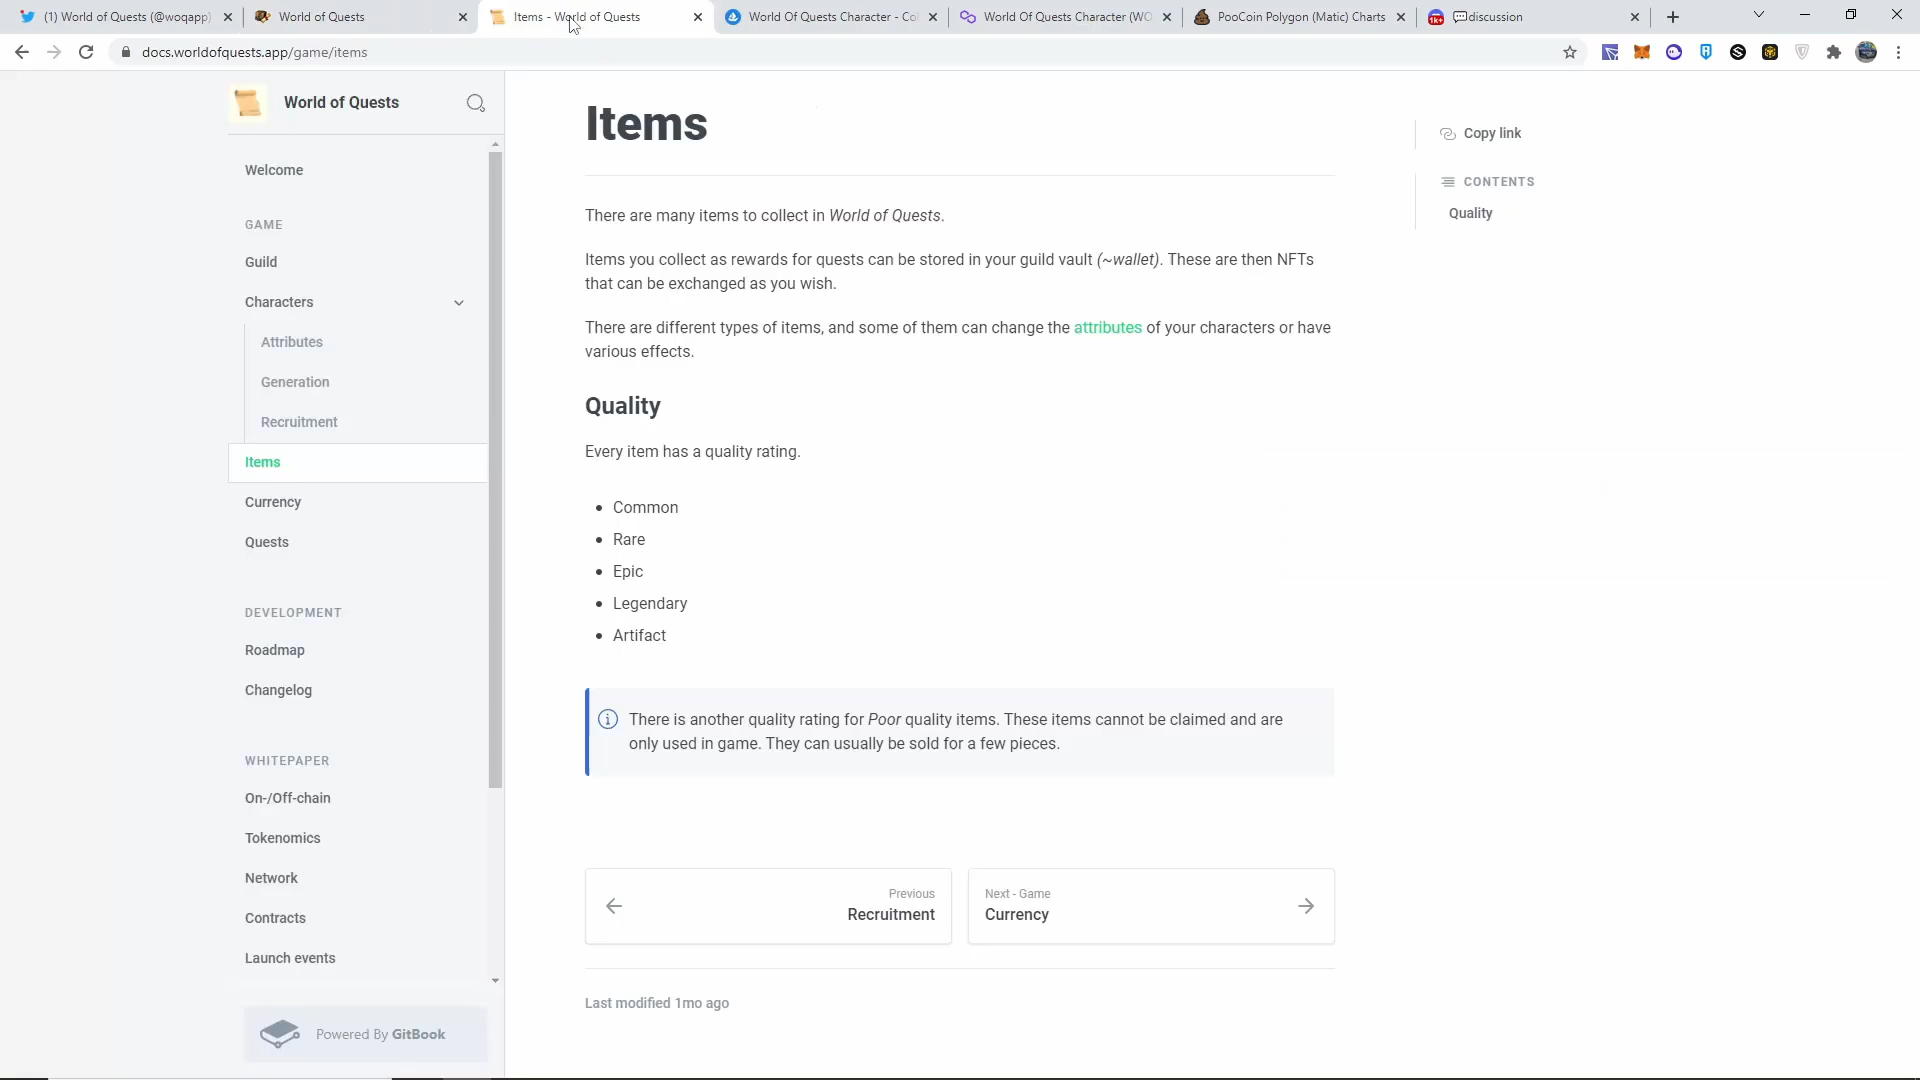 (1) World of Quests (@woqapp)
World of Quests
Items - World of Quests
World Of Quests Character - Co
World Of Quests Character (WO
PooCoin Polygon (Matic) Charts
1k+
discussion
docs.worldofquests.app/game/items
World of Quests
Welcome
GAME
Guild
Characters
Attributes
Generation
Recruitment
Items
Currency
Quests
DEVELOPMENT
Roadmap
Changelog
WHITEPAPER
On-/Off-chain
Tokenomics
Network
Contracts
Launch events
Powered By GitBook
Items
There are many items to collect in World of Quests.
Items you collect as rewards for quests can be stored in your guild vault (~wallet). These are then NFTs
that can be exchanged as you wish.
There are different types of items, and some of them can change the attributes of your characters or have
various effects.
Quality
Every item has a quality rating.
• Common
• Rare
• Epic
• Legendary
• Artifact
There is another quality rating for Poor quality items. These items cannot be claimed and are
only used in game. They can usually be sold for a few pieces.
Previous
Recruitment
Next - Game
Currency
Last modified 1mo ago
Copy link
CONTENTS
Quality